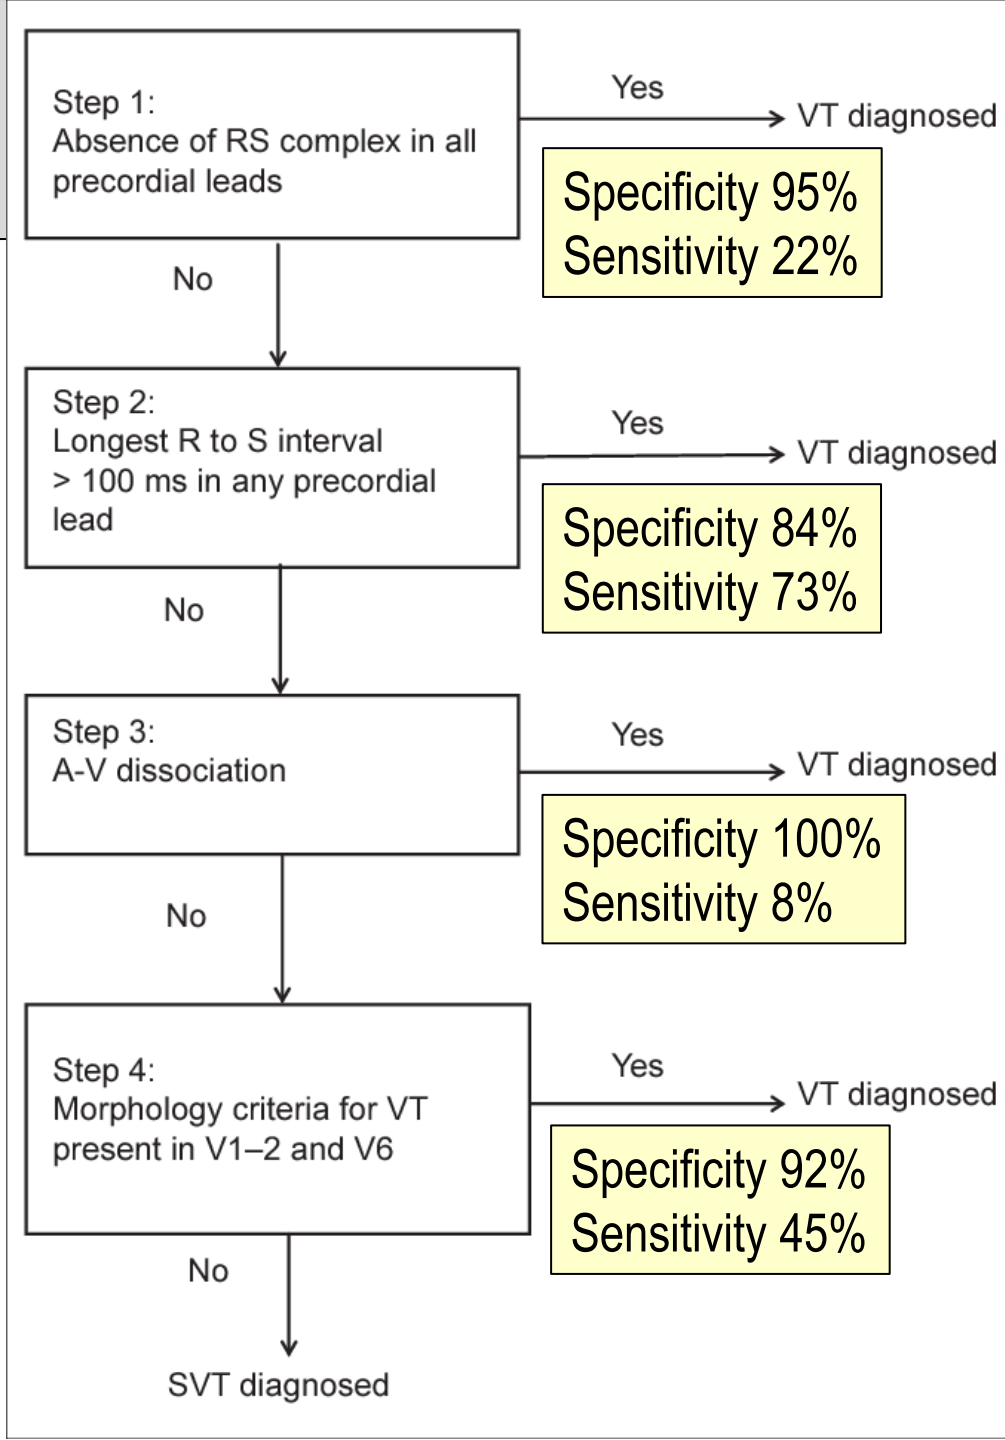 Step 1:
Absence of RS complex in all
precordial leads
Yes
VT diagnosed
Specificity 95%
Sensitivity 22%
No
Step 2:
Longest R to S interval
> 100 ms in any precordial
lead
Yes
VT diagnosed
Specificity 84%
Sensitivity 73%
No
Step 3:
A-V dissociation
Yes
VT diagnosed
Specificity 100%
Sensitivity 8%
No
Step 4:
Morphology criteria for VT
present in V1–2 and V6
Yes
VT diagnosed
Specificity 92%
Sensitivity 45%
No
SVT diagnosed